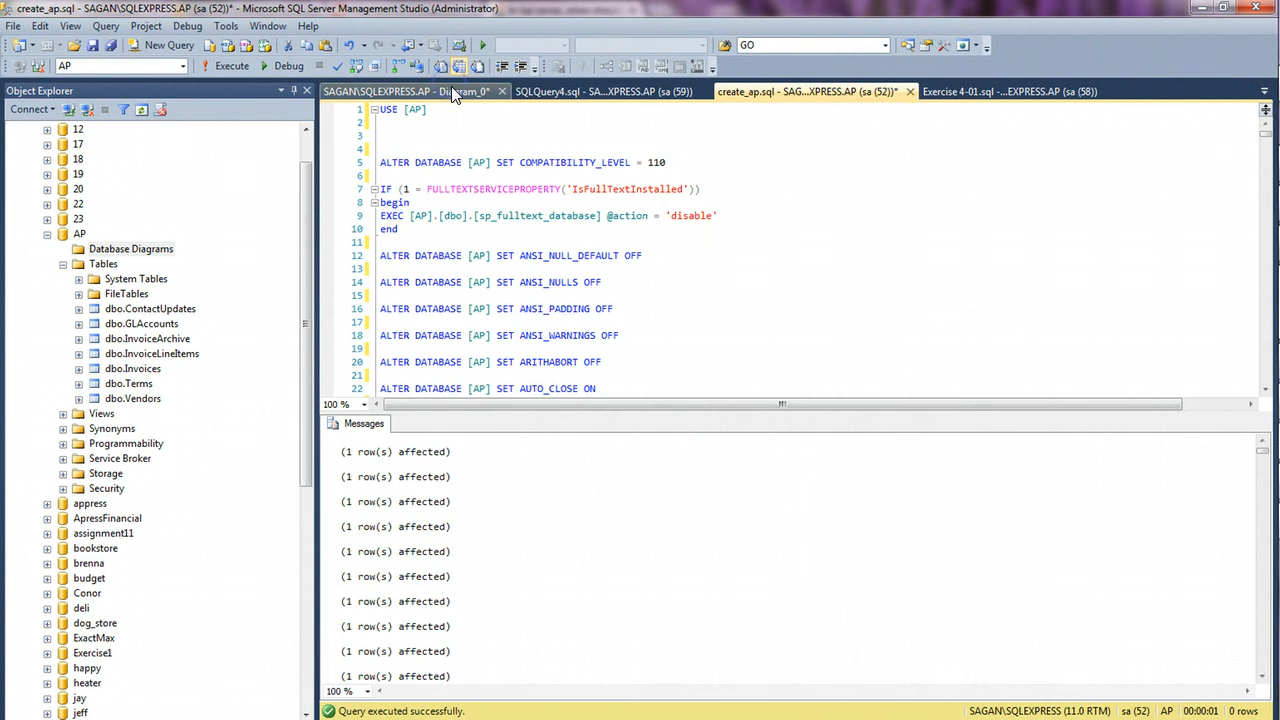 create_ap.sql - SAGAN\SQLEXPRESS.AP (sa (52))* - Microsoft SQL Server Management Studio (Administrator)
File Edit View Query Project Debug Tools Window Help
New Query
GO
AP
Execute
Debug
Object Explorer
Connect
12
17
18
19
20
22
23
AP
Database Diagrams
Tables
System Tables
FileTables
dbo.ContactUpdates
dbo.GLAccounts
dbo.InvoiceArchive
dbo.InvoiceLineItems
dbo.Invoices
dbo.Terms
dbo.Vendors
Views
Synonyms
Programmability
Service Broker
Storage
Security
appress
ApressFinancial
assignment11
bookstore
brenna
budget
Conor
deli
dog_store
ExactMax
Exercise1
happy
heater
jay
jeff
SAGAN\SQLEXPRESS.AP - Diagram_0*
SQLQuery4.sql - SA...XPRESS.AP (sa (59))
create_ap.sql - SAG...XPRESS.AP (sa (52))*
Exercise 4-01.sql -...EXPRESS.AP (sa (58))
1 USE [AP]
2
3
4
5 ALTER DATABASE [AP] SET COMPATIBILITY_LEVEL = 110
6
7 IF (1 = FULLTEXTSERVICEPROPERTY('IsFullTextInstalled'))
8 begin
9 EXEC [AP].[dbo].[sp_fulltext_database] @action = 'disable'
10 end
11
12 ALTER DATABASE [AP] SET ANSI_NULL_DEFAULT OFF
13
14 ALTER DATABASE [AP] SET ANSI_NULLS OFF
15
16 ALTER DATABASE [AP] SET ANSI_PADDING OFF
17
18 ALTER DATABASE [AP] SET ANSI_WARNINGS OFF
19
20 ALTER DATABASE [AP] SET ARITHABORT OFF
21
22 ALTER DATABASE [AP] SET AUTO_CLOSE ON
100 %
Messages
(1 row(s) affected)
(1 row(s) affected)
(1 row(s) affected)
(1 row(s) affected)
(1 row(s) affected)
(1 row(s) affected)
(1 row(s) affected)
(1 row(s) affected)
(1 row(s) affected)
(1 row(s) affected)
100 %
Query executed successfully.
SAGAN\SQLEXPRESS (11.0 RTM) sa (52) AP 00:00:01 0 rows